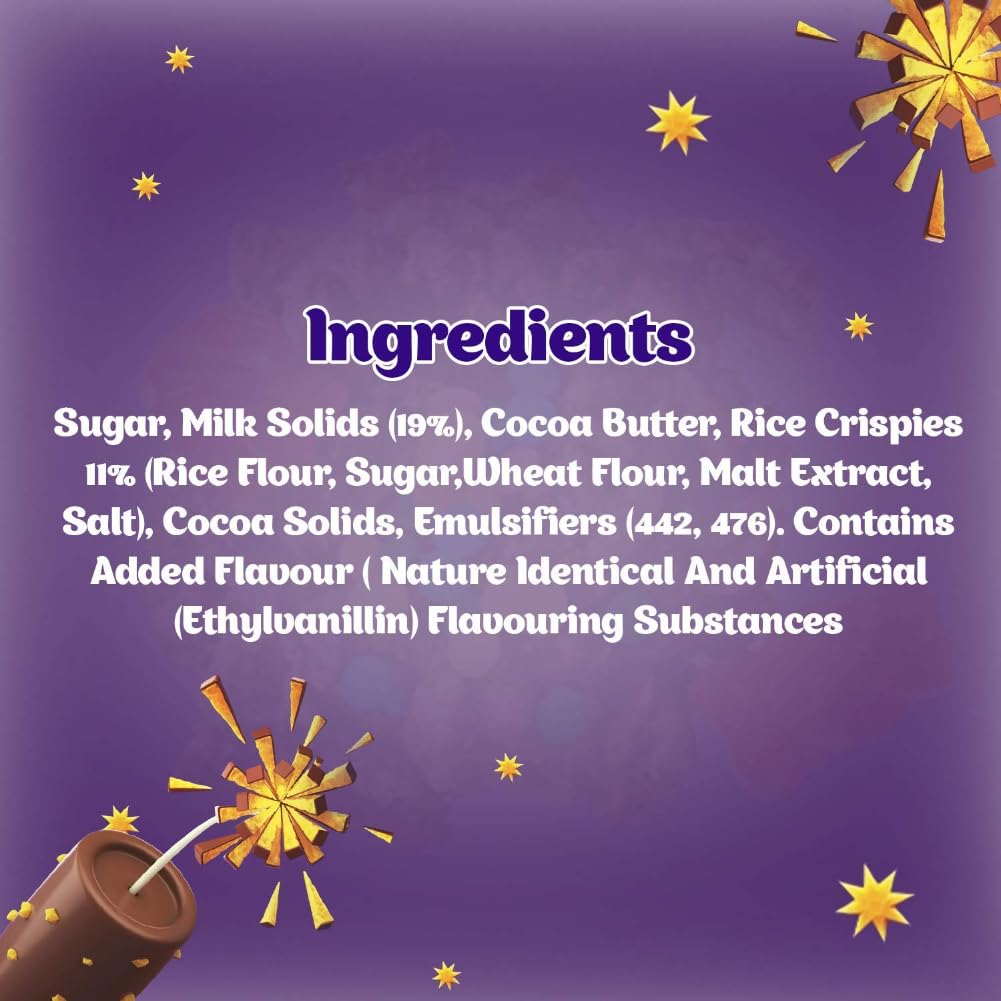 Ingredients
Sugar, Milk Solids (19%), Cocoa Butter, Rice Crispies
11% (Rice Flour, Sugar,Wheat Flour, Malt Extract,
Salt), Cocoa Solids, Emulsifiers (442, 476). Contains
Added Flavour ( Nature Identical And Artificial
(Ethylvanillin) Flavouring Substances